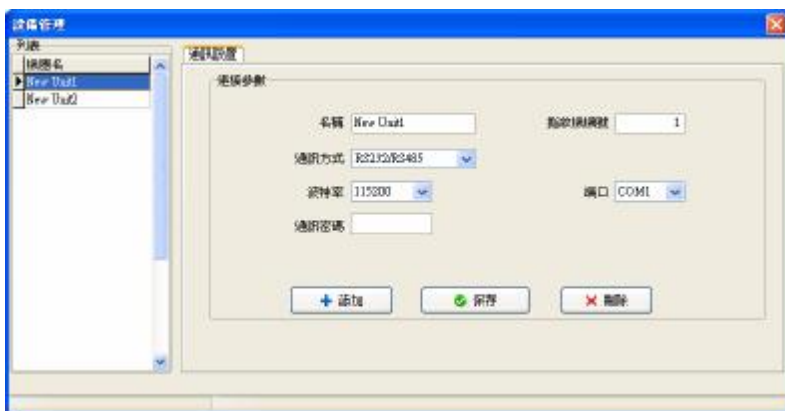 設備管理
列表
機器名
New Unit1
New Unit2
通訊設置
連接參數
名稱 New Unit1
點鈔機編號 1
通訊方式 RS232/RS485
波特率 115200
端口 COM1
通訊密碼
添加 保存 刪除